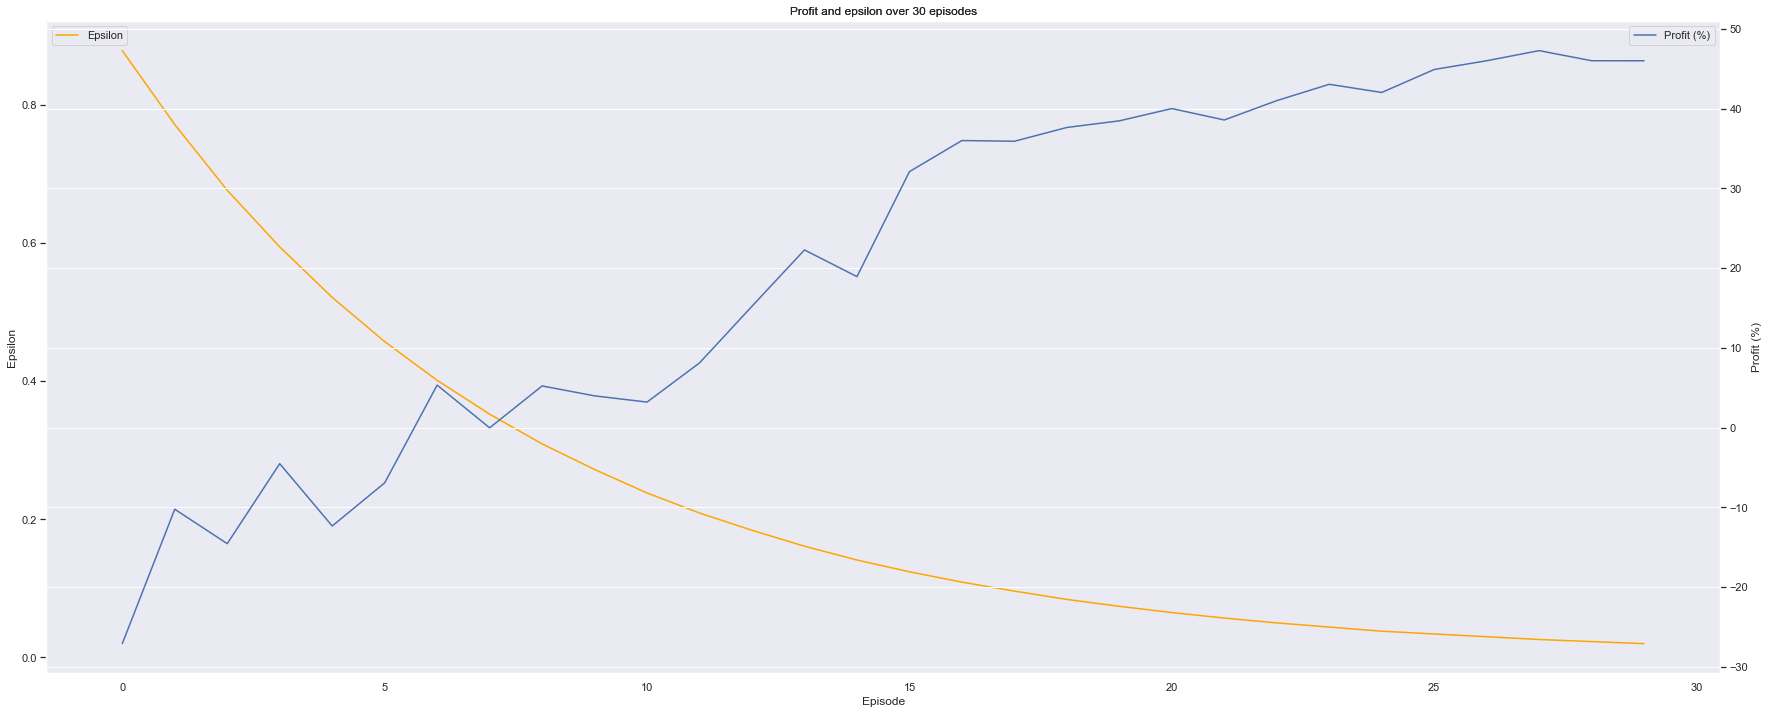 Profit and epsilon over 30 episodes
Epsilon
Profit (%)
0.8
0.6
0.4
0.2
0.0
Epsilon
50
40
30
20
10
0
−10
−20
−30
Profit (%)
0 5 10 15 20 25 30
Episode